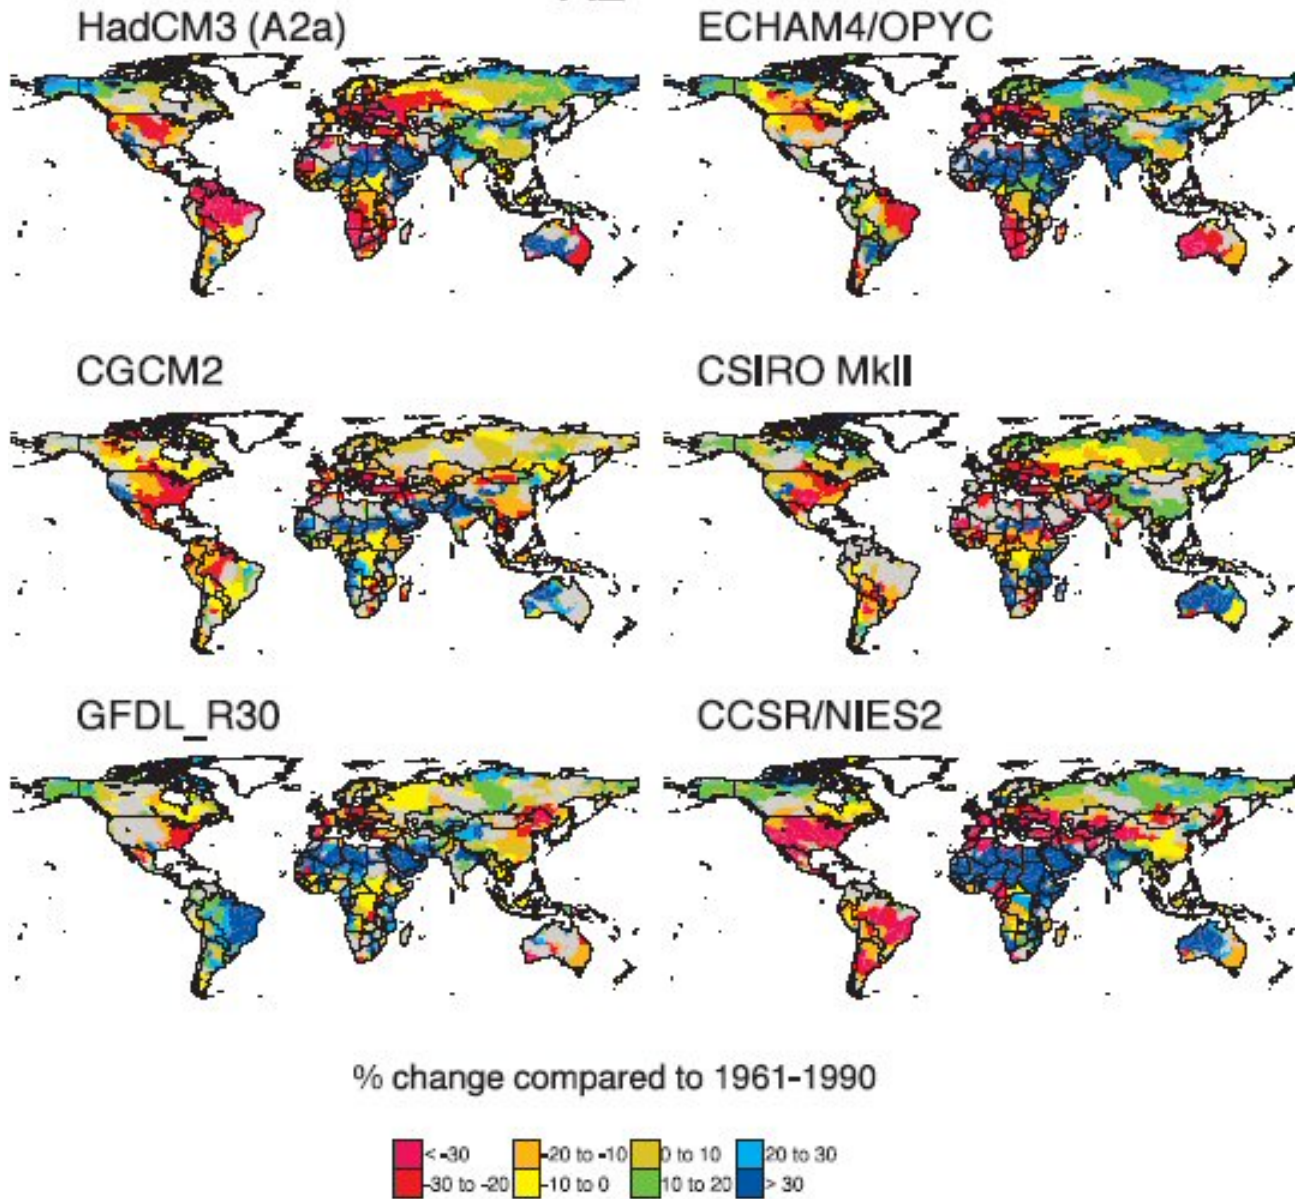 HadCM3 (A2a) ECHAM4/OPYC
CGCM2 CSIRO MkII
GFDL_R30 CCSR/NIES2
% change compared to 1961-1990
< -30 -20 to -10 0 to 10 20 to 30
-30 to -20 -10 to 0 10 to 20 > 30